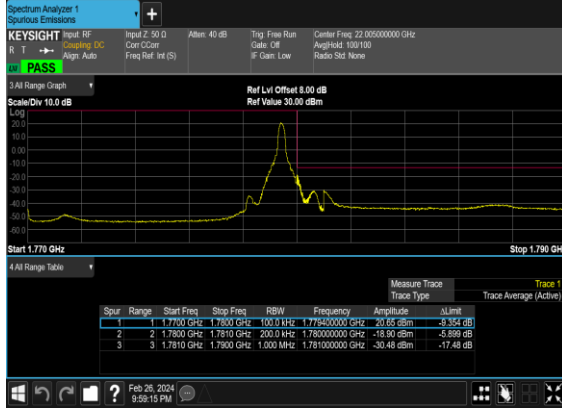 Spectrum Analyzer 1
Spurious Emissions
+
KEYSIGHT Input: RF Input Z: 50 Ω Atten: 40 dB Trig: Free Run Center Freq: 22.005000000 GHz
R T Coupling: DC Corr CCorr Gate: Off Avg|Hold: 100/100
Align: Auto Freq Ref: Int (S) IF Gain: Low Radio Std: None
PASS
3 All Range Graph
Ref Lvl Offset 8.00 dB
Scale/Div 10.0 dB Ref Value 30.00 dBm
Log
20.0
10.0
0.00
-10.0
-20.0
-30.0
-40.0
-50.0
-60.0
Start 1.770 GHz Stop 1.790 GH
4 All Range Table
Measure Trace Trace 1
Trace Type Trace Average (Active)
Spur Range Start Freq Stop Freq RBW Frequency Amplitude ΔLimit
1 1 1.7700 GHz 1.7800 GHz 100.0 kHz 1.779400000 GHz 20.65 dBm -9.354 dB
2 2 1.7800 GHz 1.7810 GHz 200.0 kHz 1.780000000 GHz -18.90 dBm -5.899 dB
3 3 1.7810 GHz 1.7900 GHz 1.000 MHz 1.781000000 GHz -30.48 dBm -17.48 dB
? Feb 26, 2024
9:59:15 PM